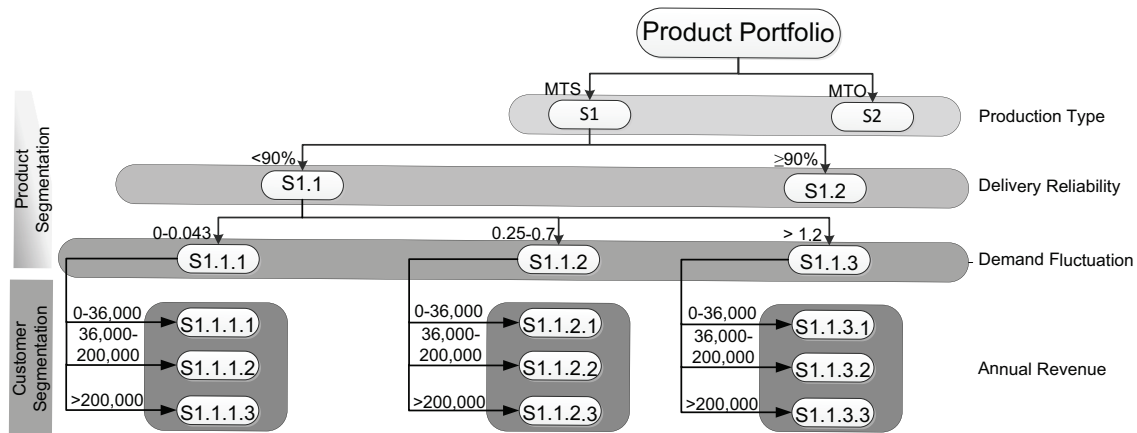 Product Portfolio
MTS
MTO
S1
S2
Production Type
<90%
≥90%
S1.1
S1.2
Delivery Reliability
0-0.043
0.25-0.7
> 1.2
S1.1.1
S1.1.2
S1.1.3
Demand Fluctuation
Product
Segmentation
0-36,000
S1.1.1.1
36,000-
200,000
S1.1.1.2
>200,000
S1.1.1.3
0-36,000
S1.1.2.1
36,000-
200,000
S1.1.2.2
>200,000
S1.1.2.3
0-36,000
S1.1.3.1
36,000-
200,000
S1.1.3.2
>200,000
S1.1.3.3
Annual Revenue
Customer
Segmentation